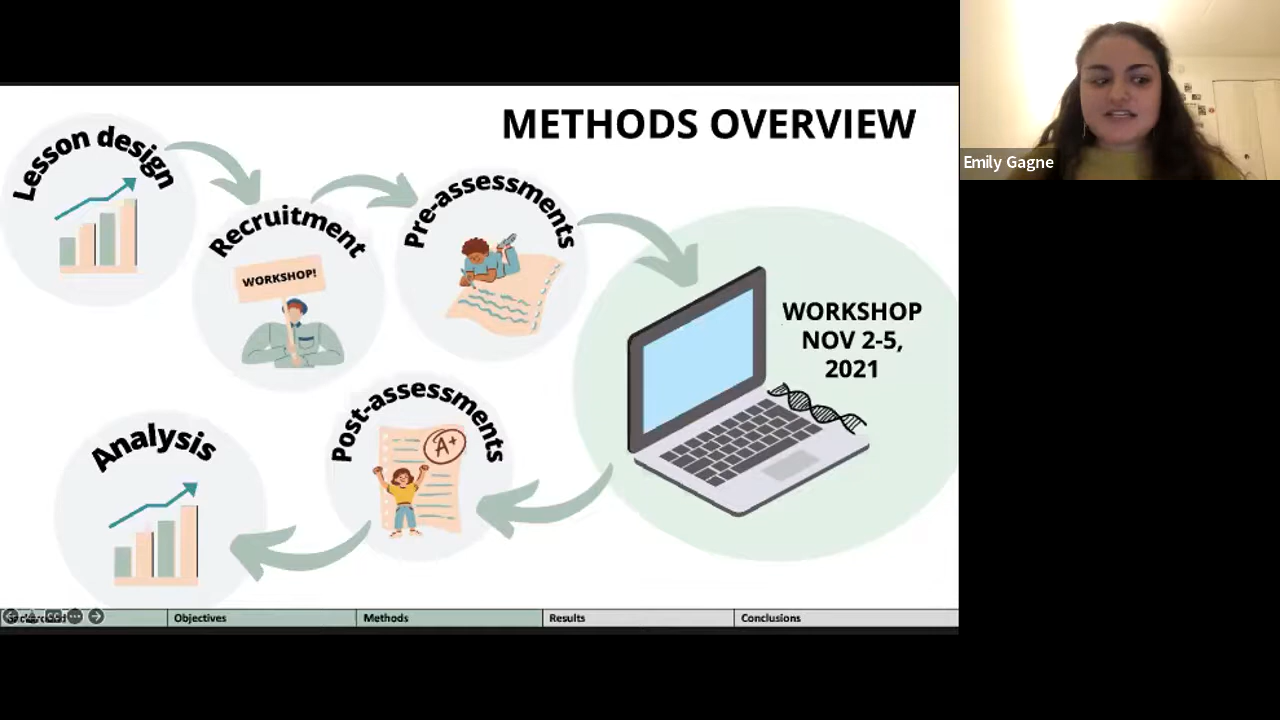 METHODS OVERVIEW
Lesson design
Recruitment
WORKSHOP!
Pre-assessments
WORKSHOP
NOV 2-5,
2021
Post-assessments
A+
Analysis
Objectives
Methods
Results
Conclusions
Emily Gagne